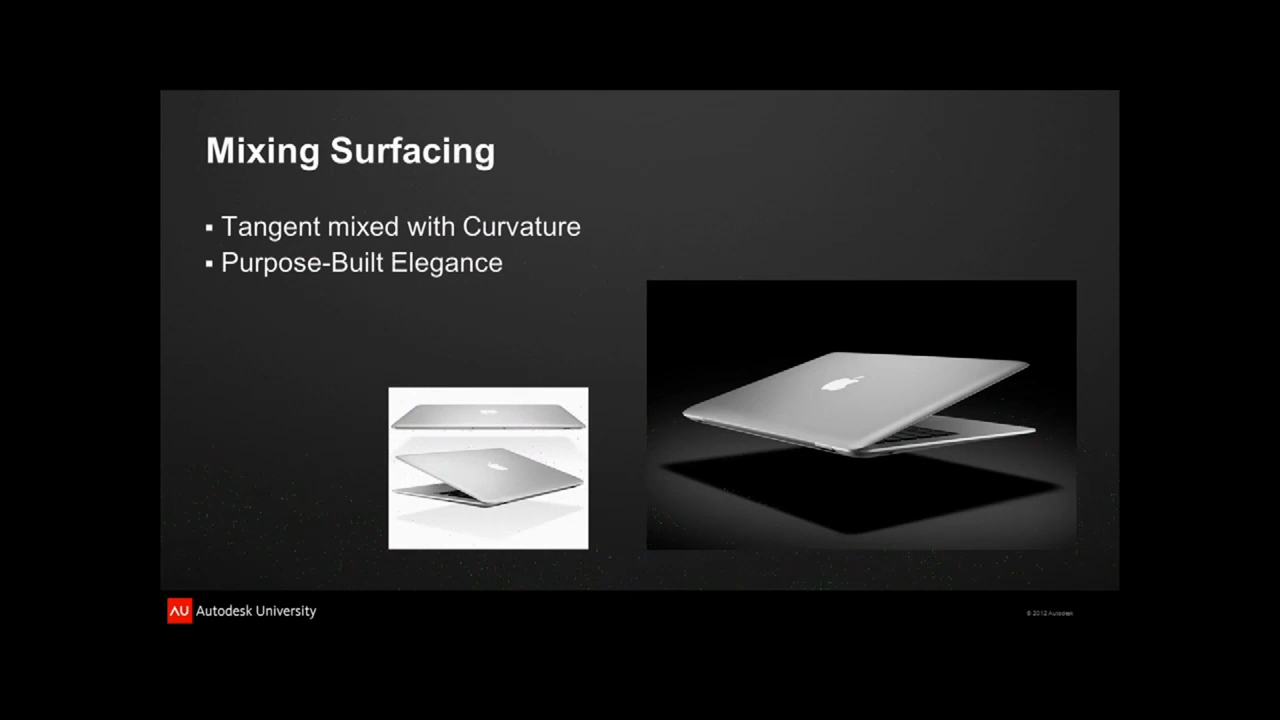 Mixing Surfacing
▪ Tangent mixed with Curvature
▪ Purpose-Built Elegance
AU Autodesk University
© 2012 Autodesk